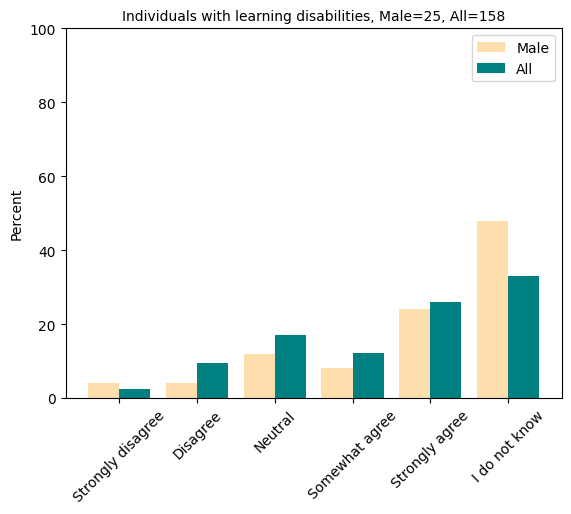 Individuals with learning disabilities, Male=25, All=158
100
80
60
40
20
0
Percent
Male
All
Strongly disagree
Disagree
Neutral
Somewhat agree
Strongly agree
I do not know